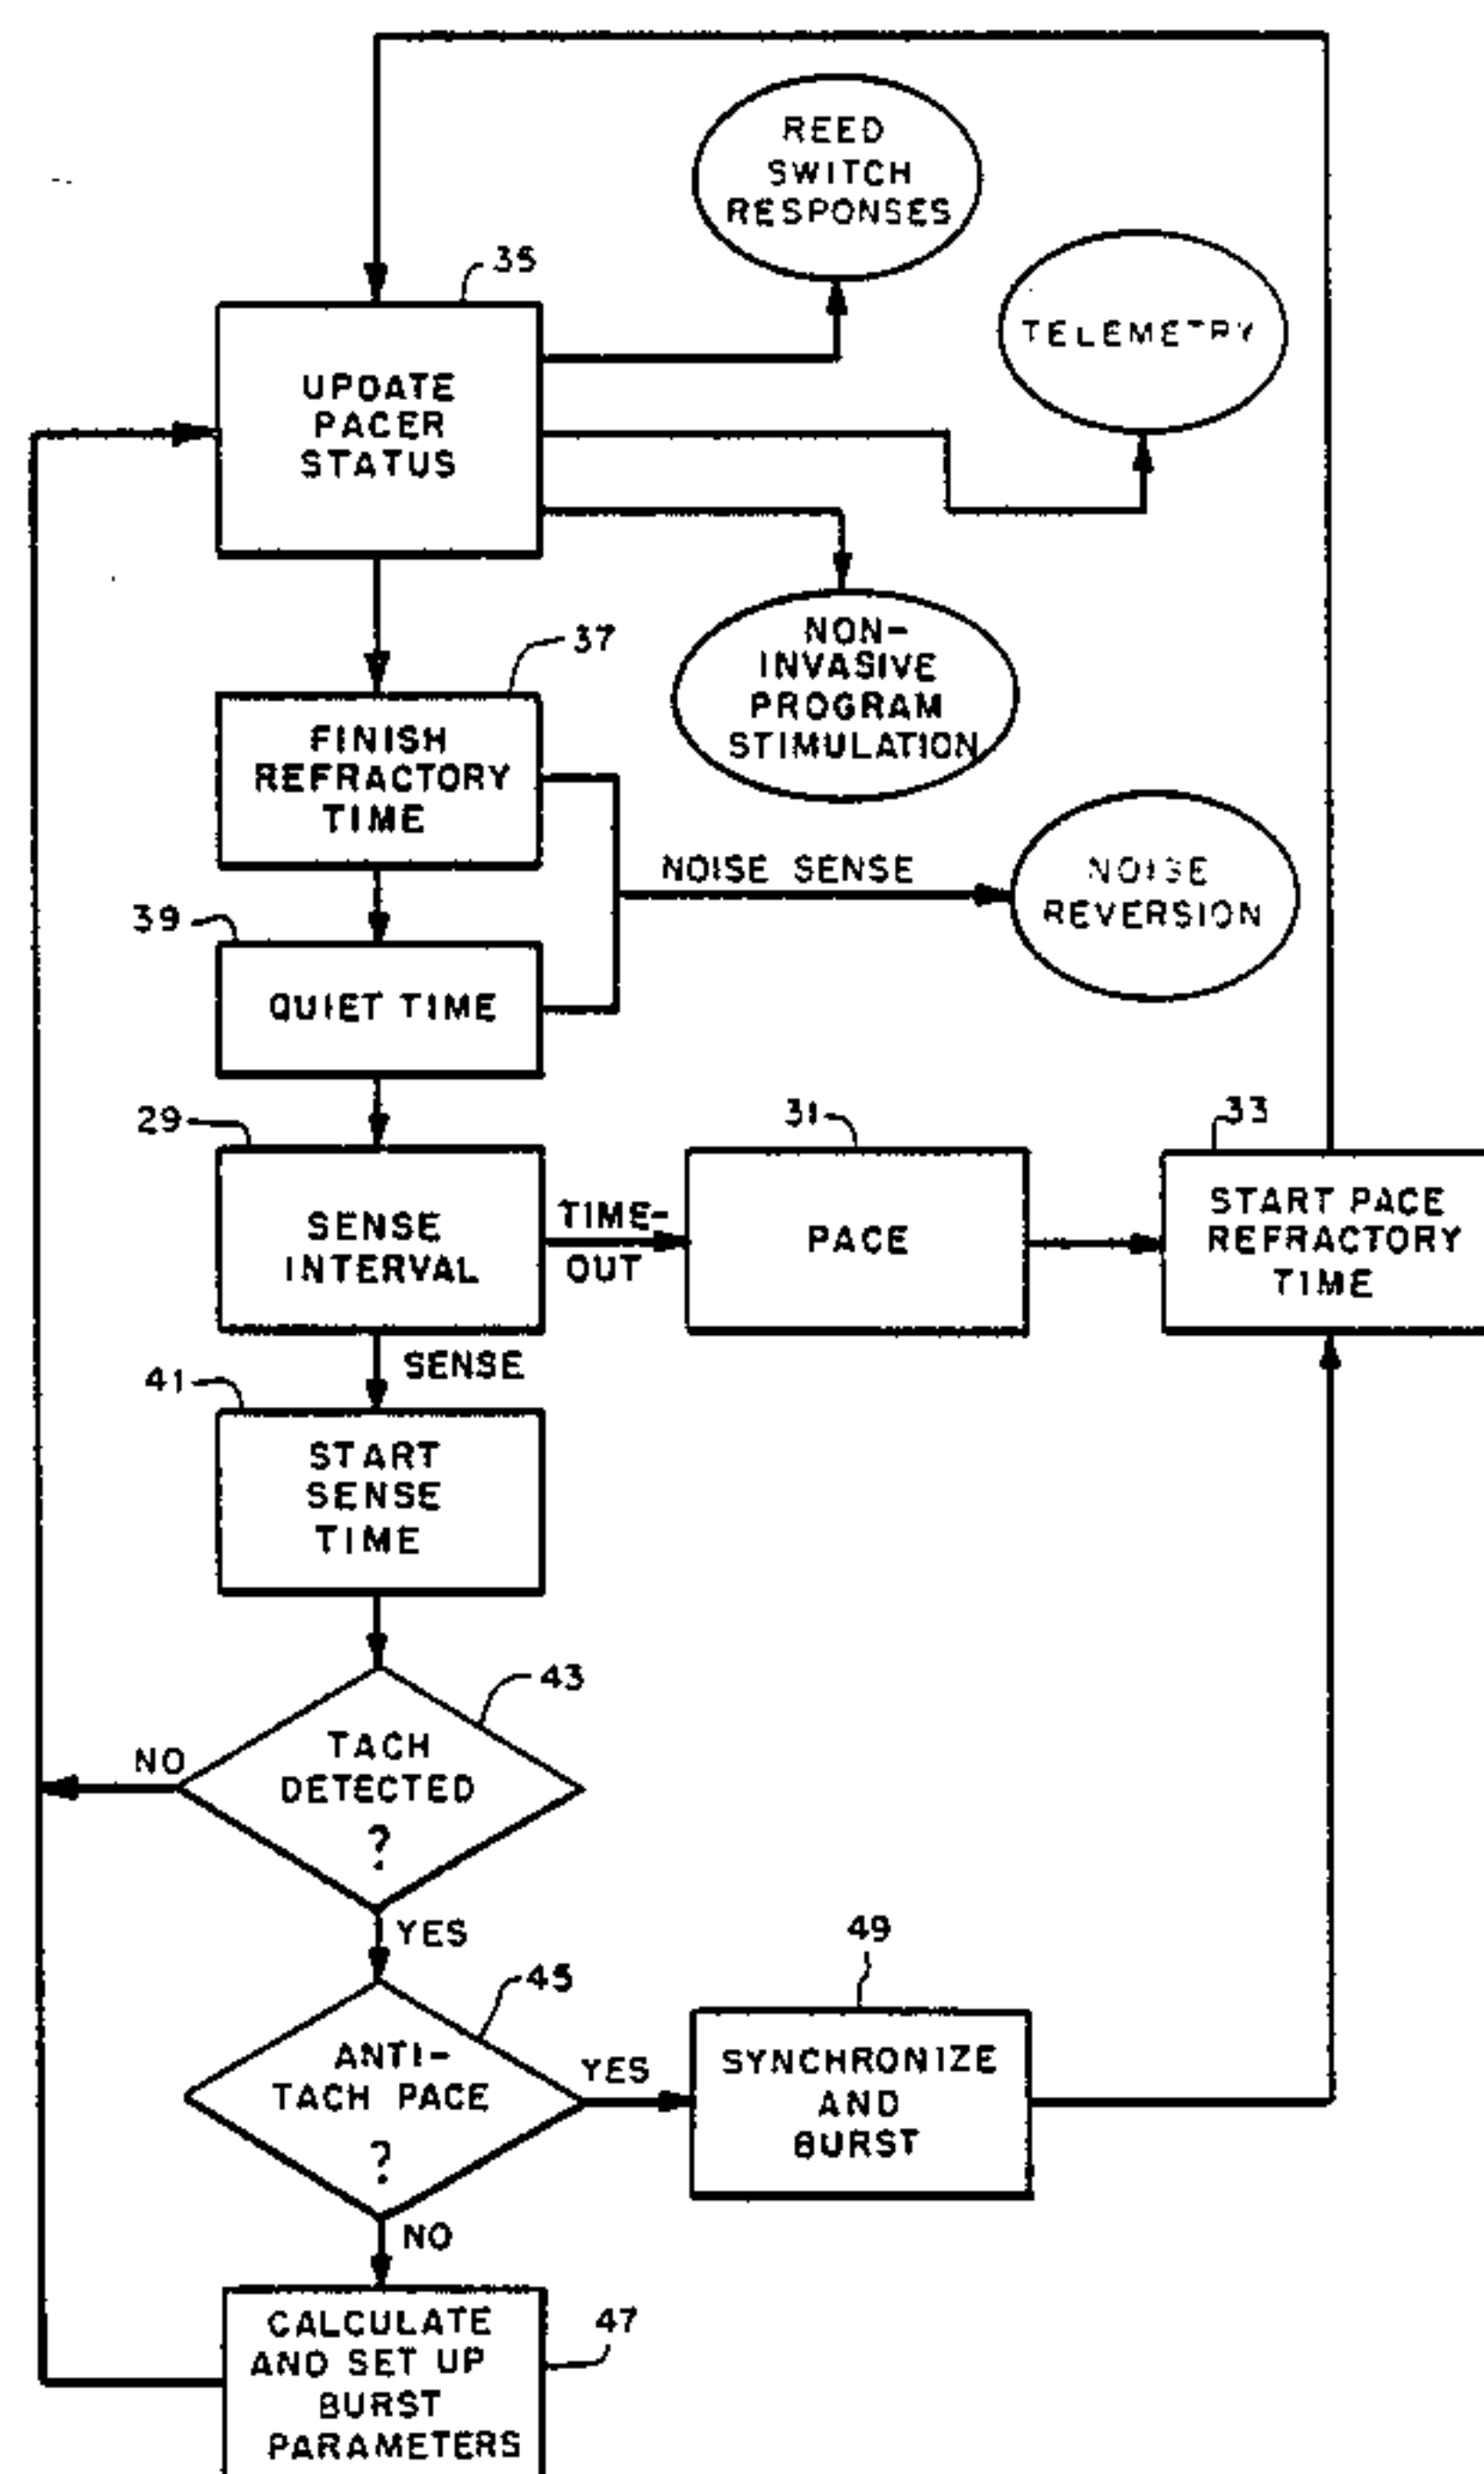 REED
SWITCH
RESPONSES
35
TELEMETRY
UPDATE
PACER
STATUS
37
NON-
INVASIVE
PROGRAM
STIMULATION
FINISH
REFRACTORY
TIME
NOISE SENSE
NOISE
REVERSION
39
QUIET TIME
29
31
33
SENSE
INTERVAL
TIME-
OUT
PACE
START PACE
REFRACTORY
TIME
SENSE
41
START
SENSE
TIME
43
NO
TACH
DETECTED
?
YES
45
49
ANTI-
TACH PACE
?
YES
SYNCHRONIZE
AND
BURST
NO
47
CALCULATE
AND SET UP
BURST
PARAMETERS